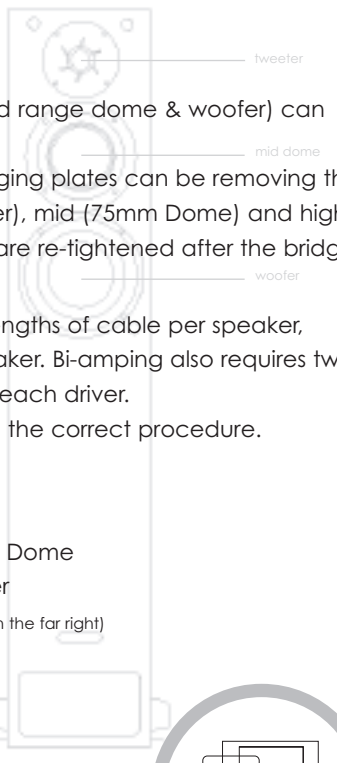 tweeter
d range dome & woofer) can
mid dome
ging plates can be removing th
er), mid (75mm Dome) and high
are re-tightened after the bridg
woofer
ngths of cable per speaker,
aker. Bi-amping also requires tw
each driver.
the correct procedure.
Dome
er
n the far right)